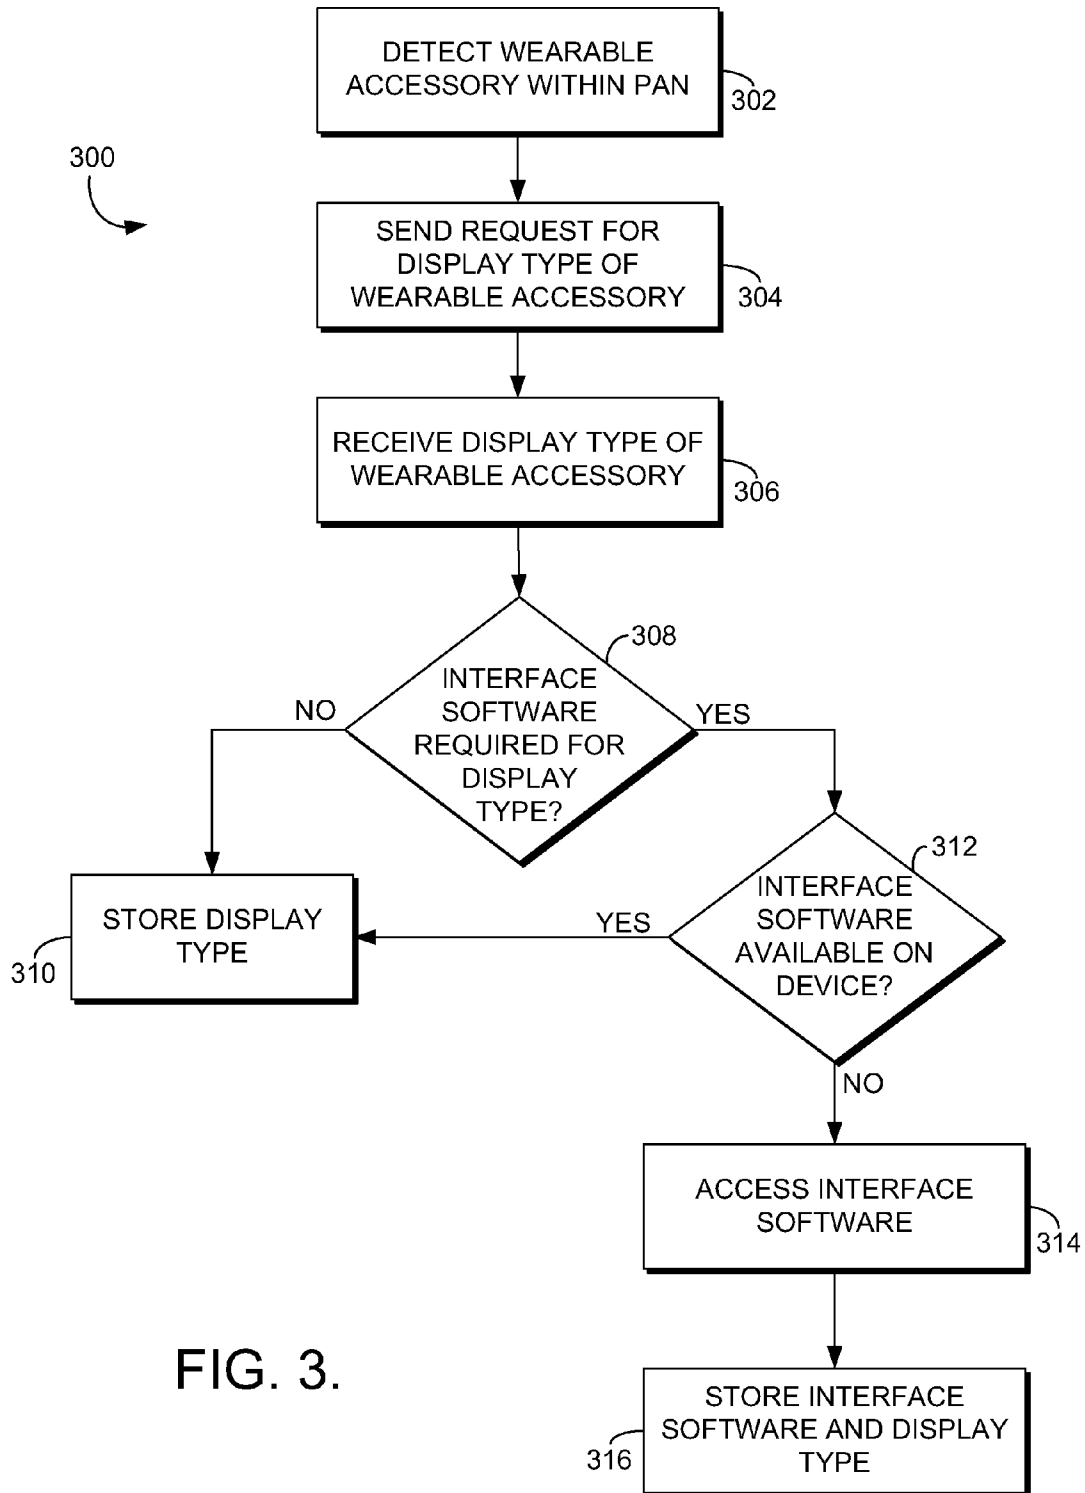 DETECT WEARABLE
ACCESSORY WITHIN PAN
302
300
SEND REQUEST FOR
DISPLAY TYPE OF
WEARABLE ACCESSORY
304
RECEIVE DISPLAY TYPE OF
WEARABLE ACCESSORY
306
308
INTERFACE
SOFTWARE
REQUIRED FOR
DISPLAY
TYPE?
NO
YES
312
INTERFACE
SOFTWARE
AVAILABLE ON
DEVICE?
YES
STORE DISPLAY
TYPE
310
NO
ACCESS INTERFACE
SOFTWARE
314
FIG. 3.
STORE INTERFACE
SOFTWARE AND DISPLAY
TYPE
316